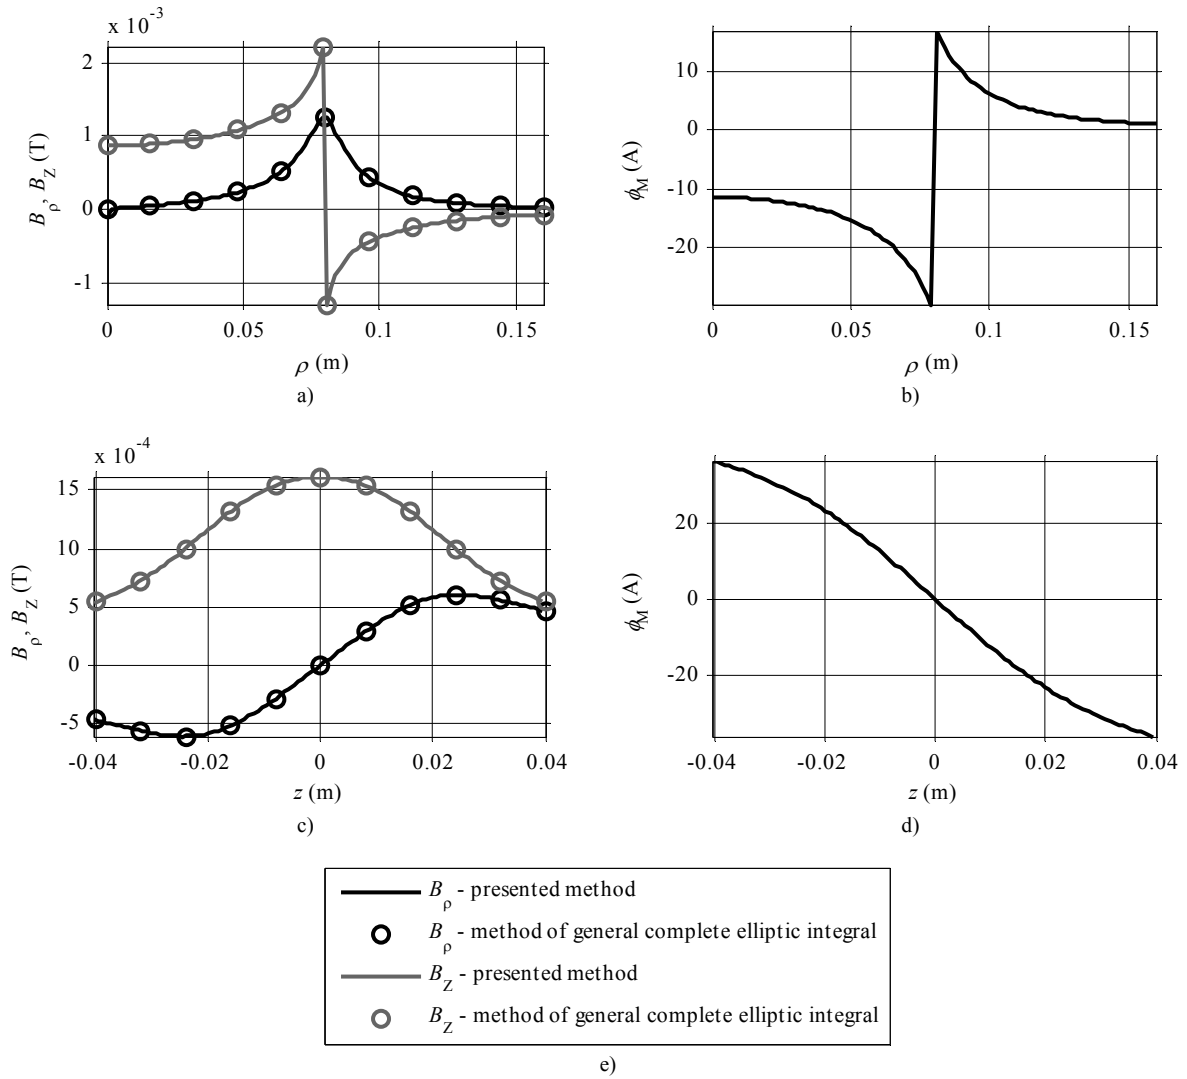 x 10⁻³
2
1
0
-1
B_ρ, B_Z (T)
0
0.05
0.1
0.15
ρ (m)
a)
10
0
-10
-20
ϕ_M (A)
0
0.05
0.1
0.15
ρ (m)
b)
x 10⁻⁴
15
10
5
0
-5
B_ρ, B_Z (T)
-0.04
-0.02
0
0.02
0.04
z (m)
c)
20
0
-20
ϕ_M (A)
-0.04
-0.02
0
0.02
0.04
z (m)
d)
B_ρ - presented method
B_ρ - method of general complete elliptic integral
B_Z - presented method
B_Z - method of general complete elliptic integral
e)